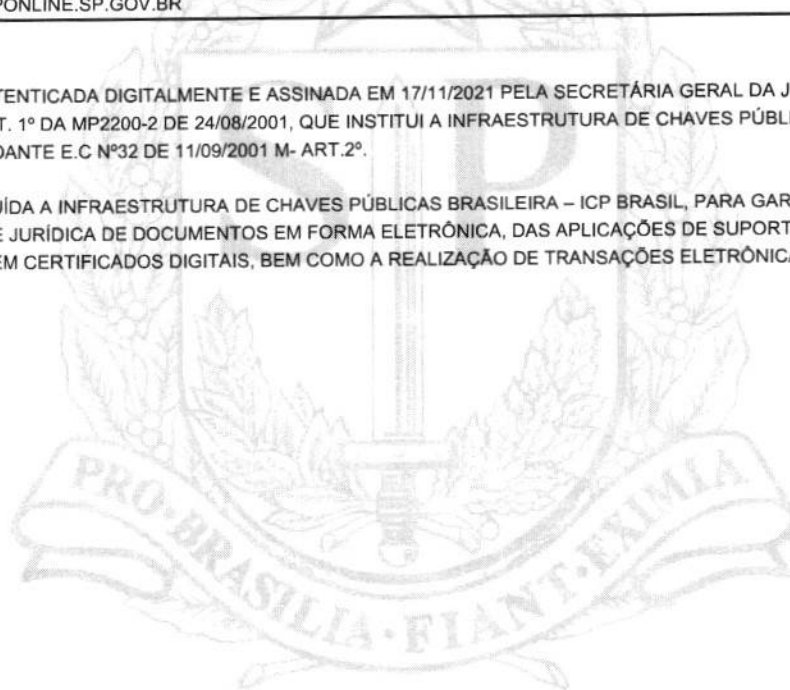 PONLINE.SP.GOV.BR
TENTICADA DIGITALMENTE E ASSINADA EM 17/11/2021 PELA SECRETÁRIA GERAL DA J
T. 1º DA MP2200-2 DE 24/08/2001, QUE INSTITUI A INFRAESTRUTURA DE CHAVES PÚBL
DANTE E.C Nº32 DE 11/09/2001 M- ART.2º.
ÍDA A INFRAESTRUTURA DE CHAVES PÚBLICAS BRASILEIRA – ICP BRASIL, PARA GAR
E JURÍDICA DE DOCUMENTOS EM FORMA ELETRÔNICA, DAS APLICAÇÕES DE SUPORT
EM CERTIFICADOS DIGITAIS, BEM COMO A REALIZAÇÃO DE TRANSAÇÕES ELETRÔNICA
SP
PRO·BRASILIA·FIANT·EXIMIA